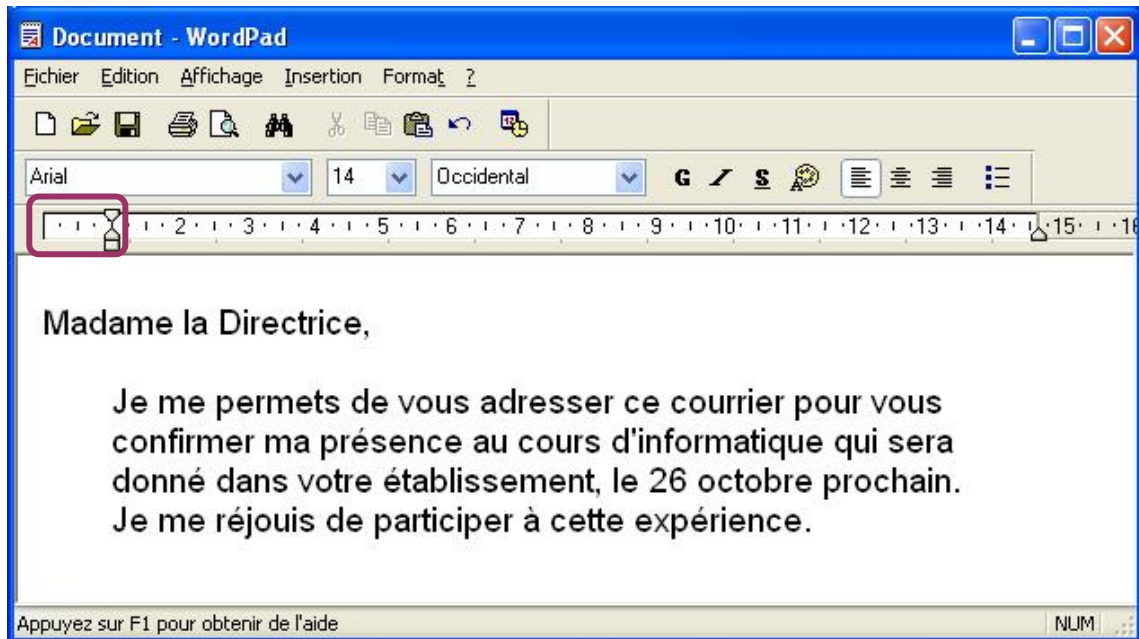 Document - WordPad
Fichier Edition Affichage Insertion Format ?
Arial 14 Occidental G I S
2 3 4 5 6 7 8 9 10 11 12 13 14 15 16
Madame la Directrice,
Je me permets de vous adresser ce courrier pour vous
confirmer ma présence au cours d'informatique qui sera
donné dans votre établissement, le 26 octobre prochain.
Je me réjouis de participer à cette expérience.
Appuyez sur F1 pour obtenir de l'aide NUM